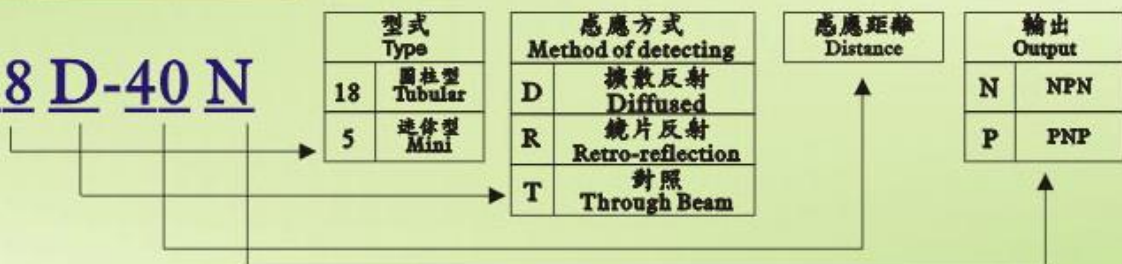 8 D-40 N
型式
Type
18 圓柱型 Tubular
5 迷你型 Mini
感應方式
Method of detecting
D 擴散反射 Diffused
R 鏡片反射 Retro-reflection
T 對照 Through Beam
感應距離
Distance
輸出
Output
N NPN
P PNP